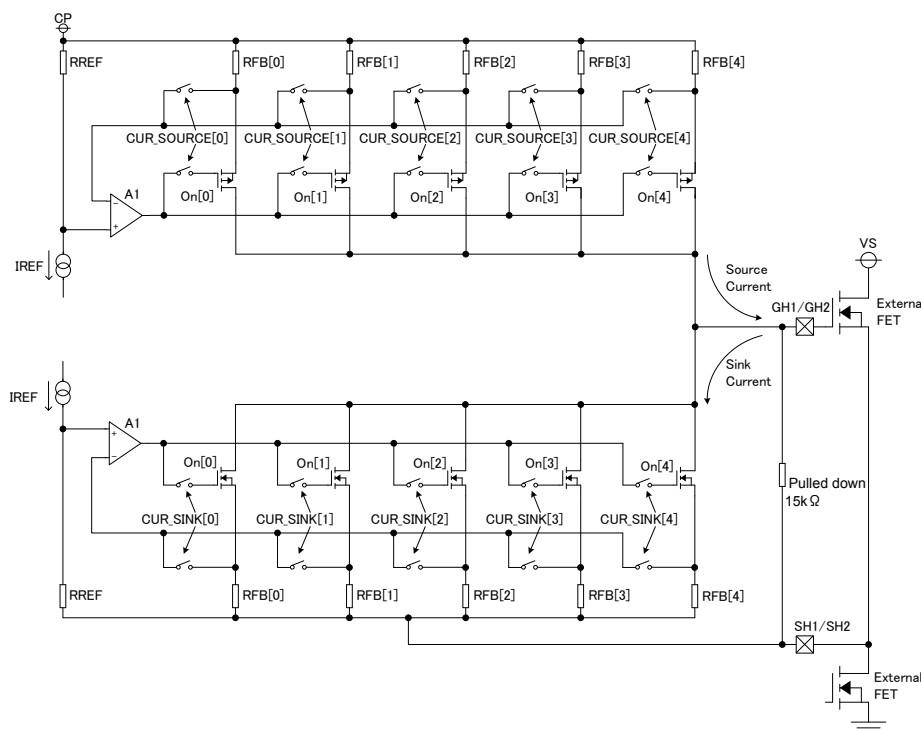 CP
RREF
RFB[0]
RFB[1]
RFB[2]
RFB[3]
RFB[4]
CUR_SOURCE[0]
CUR_SOURCE[1]
CUR_SOURCE[2]
CUR_SOURCE[3]
CUR_SOURCE[4]
On[0]
On[1]
On[2]
On[3]
On[4]
A1
−
+
IREF
VS
Source
Current
GH1/GH2
External
FET
Sink
Current
IREF
A1
+
−
On[0]
On[1]
On[2]
On[3]
On[4]
Pulled down
15kΩ
CUR_SINK[0]
CUR_SINK[1]
CUR_SINK[2]
CUR_SINK[3]
CUR_SINK[4]
RREF
RFB[0]
RFB[1]
RFB[2]
RFB[3]
RFB[4]
SH1/SH2
External
FET